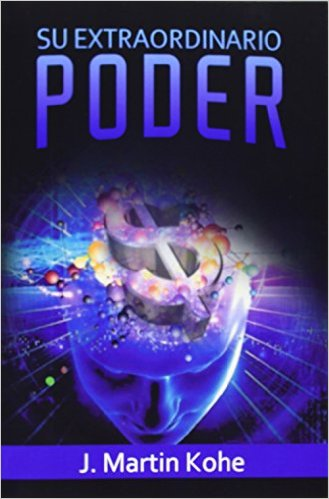 SU EXTRAORDINARIO
PODER
J. Martin Kohe